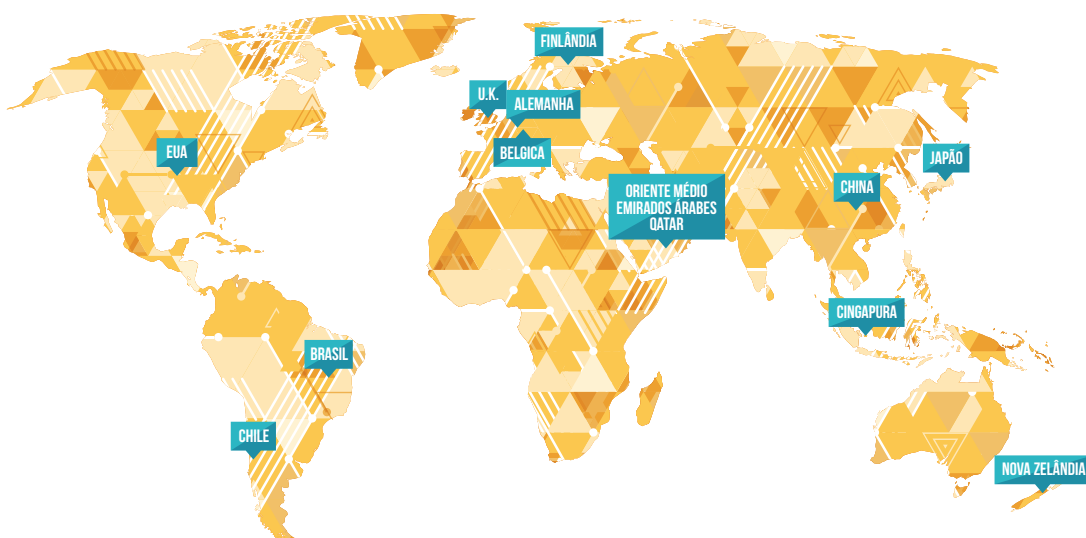 FINLÂNDIA
U.K.
ALEMANHA
BELGICA
EUA
JAPÃO
ORIENTE MÉDIO
EMIRADOS ÁRABES
QATAR
CHINA
CINGAPURA
BRASIL
CHILE
NOVA ZELÂNDIA